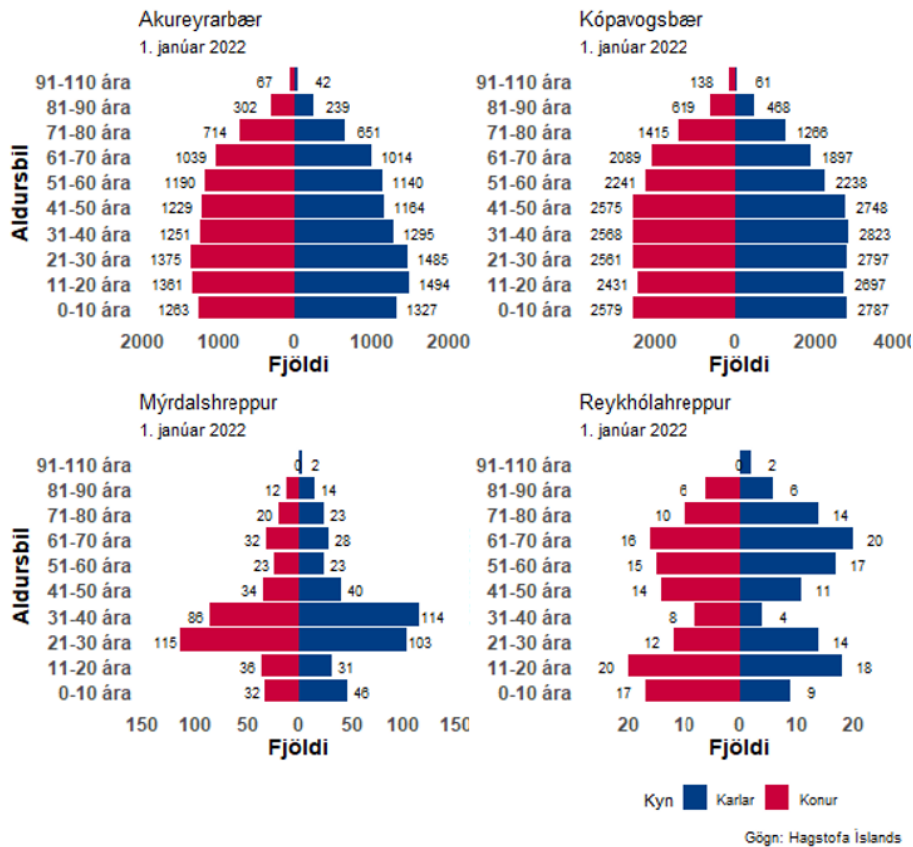 Akureyrarbær
1. janúar 2022
Aldursbil
91-110 ára 67 42
81-90 ára 302 239
71-80 ára 714 651
61-70 ára 1039 1014
51-60 ára 1190 1140
41-50 ára 1229 1164
31-40 ára 1251 1295
21-30 ára 1375 1485
11-20 ára 1361 1494
0-10 ára 1263 1327
2000 1000 0 1000 2000
Fjöldi
Kópavogsbær
1. janúar 2022
91-110 ára 138 61
81-90 ára 619 468
71-80 ára 1415 1266
61-70 ára 2089 1897
51-60 ára 2241 2238
41-50 ára 2575 2748
31-40 ára 2568 2823
21-30 ára 2561 2797
11-20 ára 2431 2697
0-10 ára 2579 2787
2000 0 2000 4000
Fjöldi
Mýrdalshreppur
1. janúar 2022
Aldursbil
91-110 ára 0 2
81-90 ára 12 14
71-80 ára 20 23
61-70 ára 32 28
51-60 ára 23 23
41-50 ára 34 40
31-40 ára 86 114
21-30 ára 115 103
11-20 ára 36 31
0-10 ára 32 46
150 100 50 0 50 100 150
Fjöldi
Reykhólahreppur
1. janúar 2022
91-110 ára 0 2
81-90 ára 6 6
71-80 ára 10 14
61-70 ára 16 20
51-60 ára 15 17
41-50 ára 14 11
31-40 ára 8 4
21-30 ára 12 14
11-20 ára 20 18
0-10 ára 17 9
20 10 0 10 20
Fjöldi
Kyn Karlar Konur
Gögn: Hagstofa Íslands